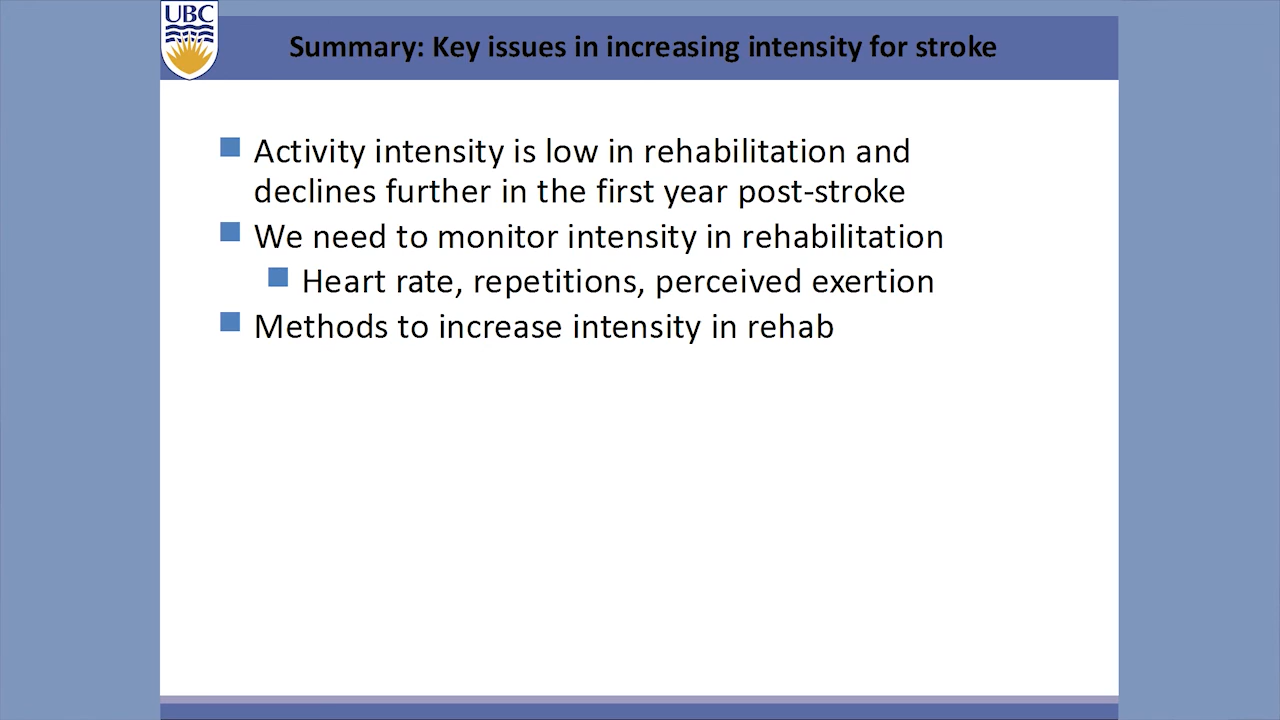 UBC
Summary: Key issues in increasing intensity for stroke
Activity intensity is low in rehabilitation and
declines further in the first year post-stroke
We need to monitor intensity in rehabilitation
Heart rate, repetitions, perceived exertion
Methods to increase intensity in rehab